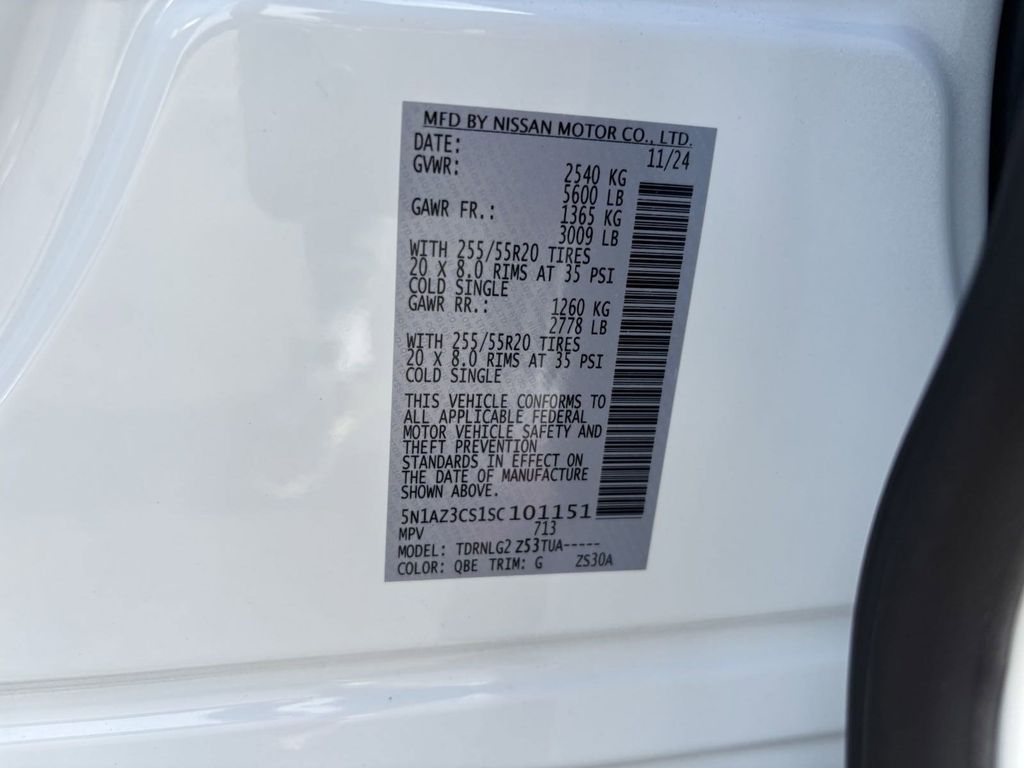 MFD BY NISSAN MOTOR CO., LTD.
DATE: 11/24
GVWR: 2540 KG
5600 LB
GAWR FR.: 1365 KG
3009 LB
WITH 255/55R20 TIRES
20 X 8.0 RIMS AT 35 PSI
COLD SINGLE
GAWR RR.: 1260 KG
2778 LB
WITH 255/55R20 TIRES
20 X 8.0 RIMS AT 35 PSI
COLD SINGLE
THIS VEHICLE CONFORMS TO
ALL APPLICABLE FEDERAL
MOTOR VEHICLE SAFETY AND
THEFT PREVENTION
STANDARDS IN EFFECT ON
THE DATE OF MANUFACTURE
SHOWN ABOVE.
5N1AZ3CS1SC101151
MPV 713
MODEL: TDRNLG2 Z53TUA-----
COLOR: QBE TRIM: G ZS30A